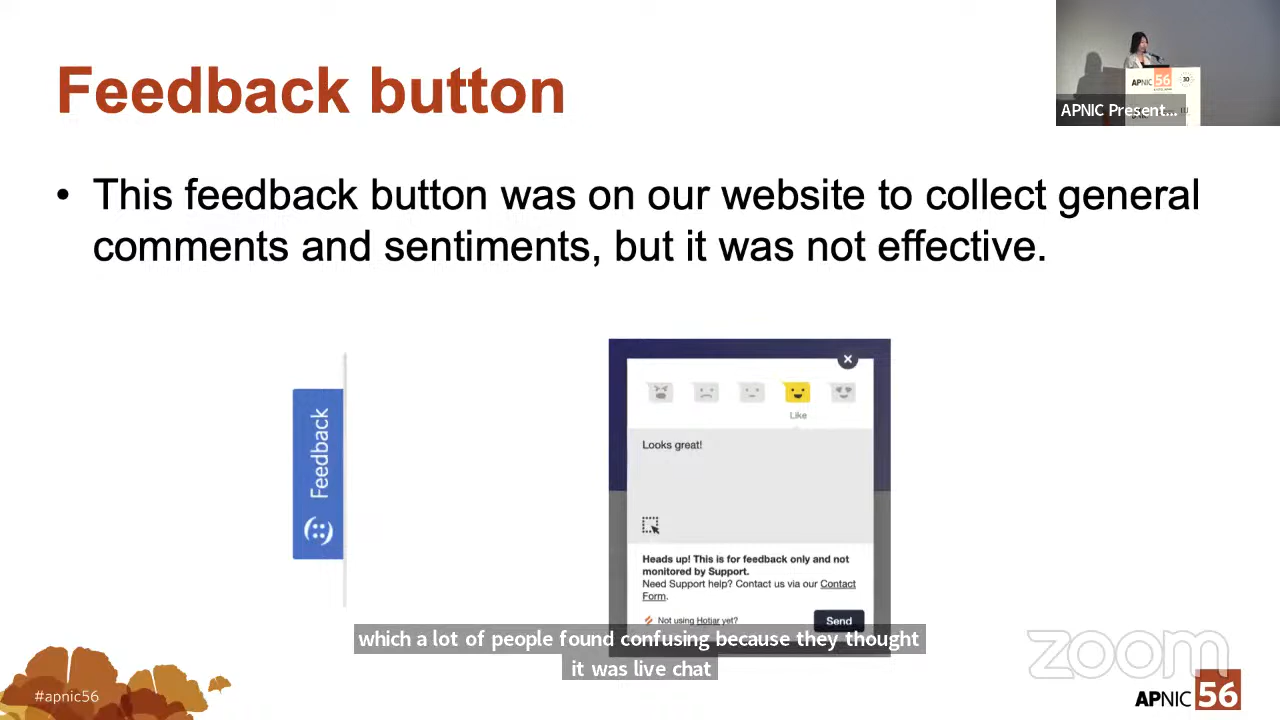 Feedback button
APNIC 56
APNIC Present...
• This feedback button was on our website to collect general
comments and sentiments, but it was not effective.
Feedback
Like
Looks great!
Heads up! This is for feedback only and not
monitored by Support.
Need Support help? Contact us via our Contact
Form.
Not using Hotjar yet?
Send
which a lot of people found confusing because they thought
it was live chat
zoom
#apnic56
APNIC 56